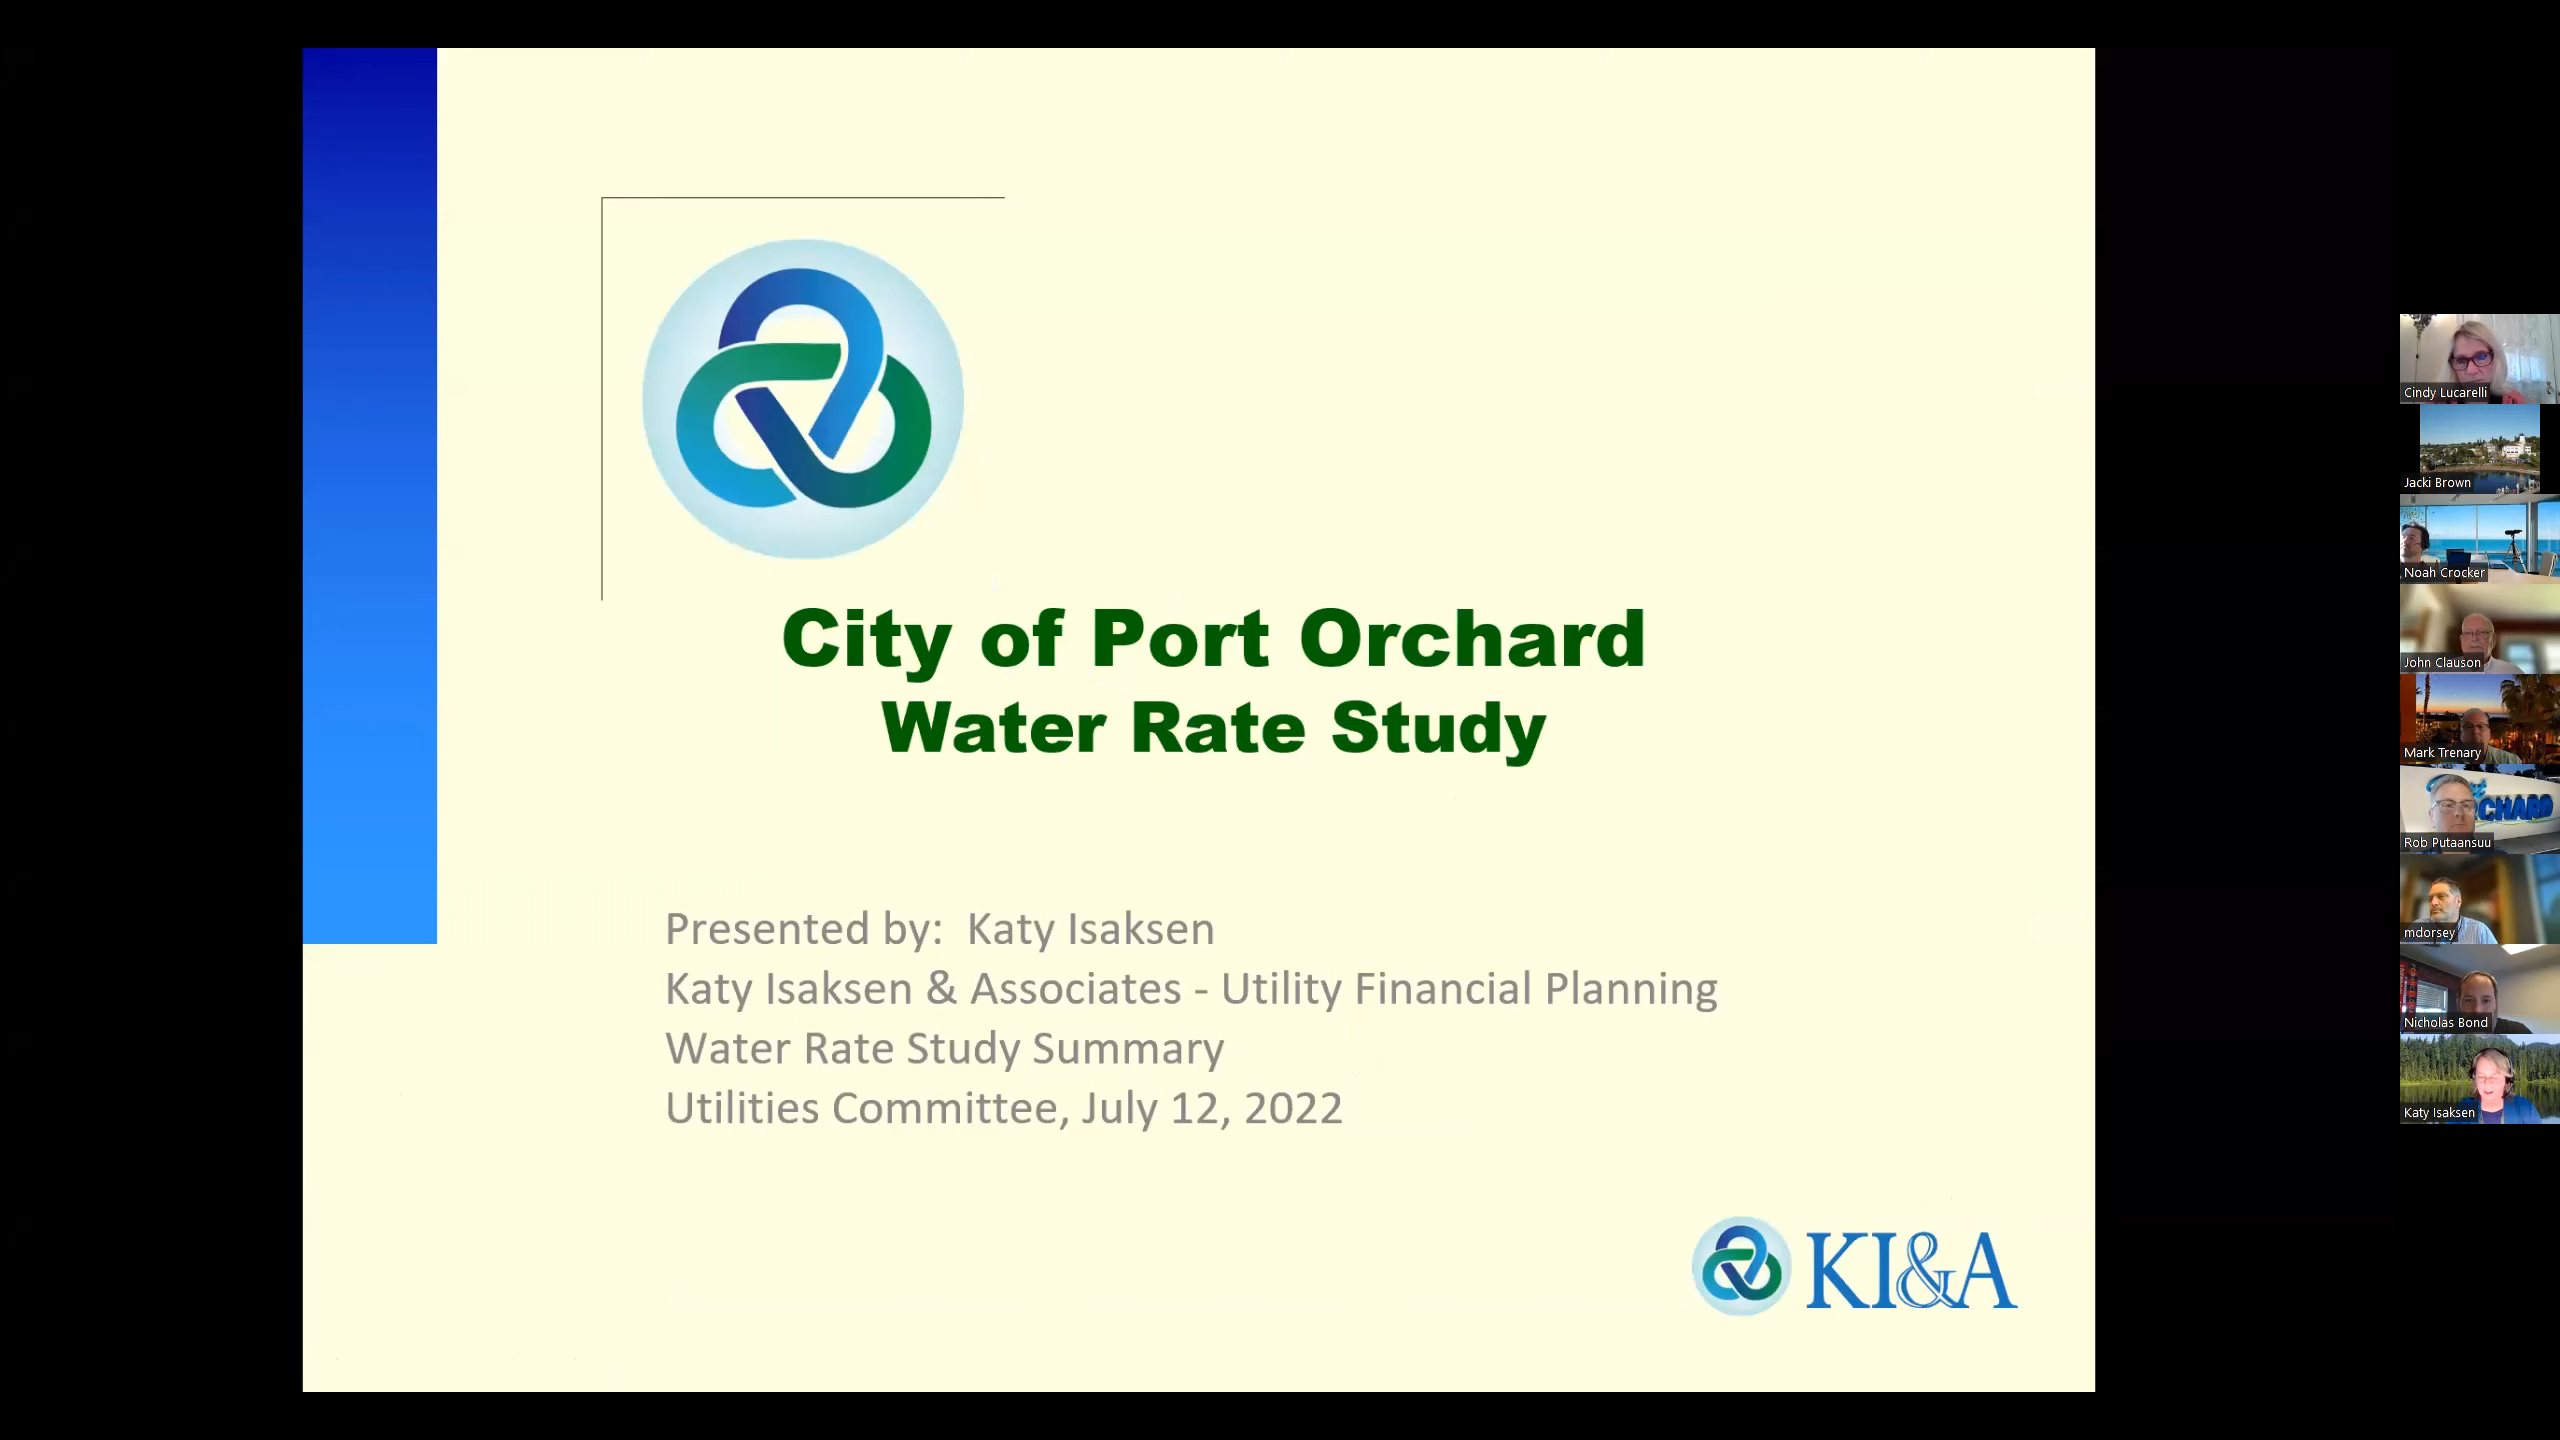 City of Port Orchard
Water Rate Study
Presented by: Katy Isaksen
Katy Isaksen & Associates - Utility Financial Planning
Water Rate Study Summary
Utilities Committee, July 12, 2022
KI&A
Cindy Lucarelli
Jacki Brown
Noah Crocker
John Clauson
Mark Trenary
ORCHARD
Rob Putaansuu
mdorsey
Nicholas Bond
Katy Isaksen